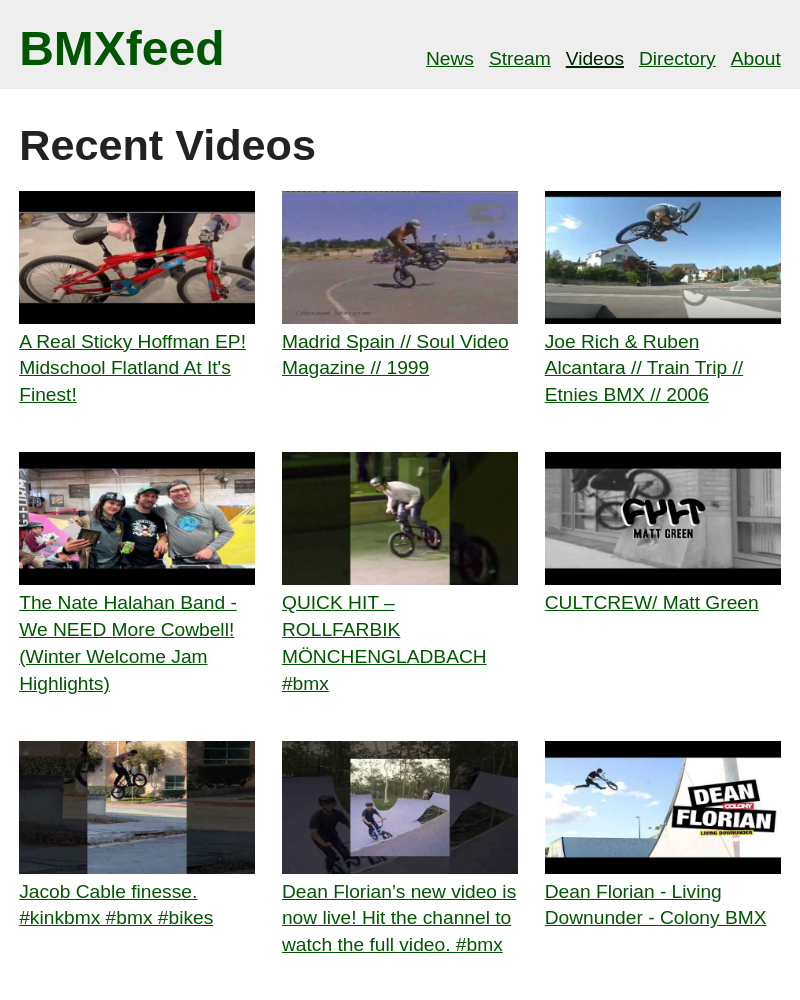 BMXfeed
News Stream Videos Directory About
Recent Videos
A Real Sticky Hoffman EP!
Midschool Flatland At It's
Finest!
Madrid Spain // Soul Video
Magazine // 1999
Joe Rich & Ruben
Alcantara // Train Trip //
Etnies BMX // 2006
CULT
MATT GREEN
The Nate Halahan Band -
We NEED More Cowbell!
(Winter Welcome Jam
Highlights)
QUICK HIT –
ROLLFARBIK
MÖNCHENGLADBACH
#bmx
CULTCREW/ Matt Green
DEAN
COLONY
FLORIAN
LIVING DOWNUNDER
Jacob Cable finesse.
#kinkbmx #bmx #bikes
Dean Florian’s new video is
now live! Hit the channel to
watch the full video. #bmx
Dean Florian - Living
Downunder - Colony BMX